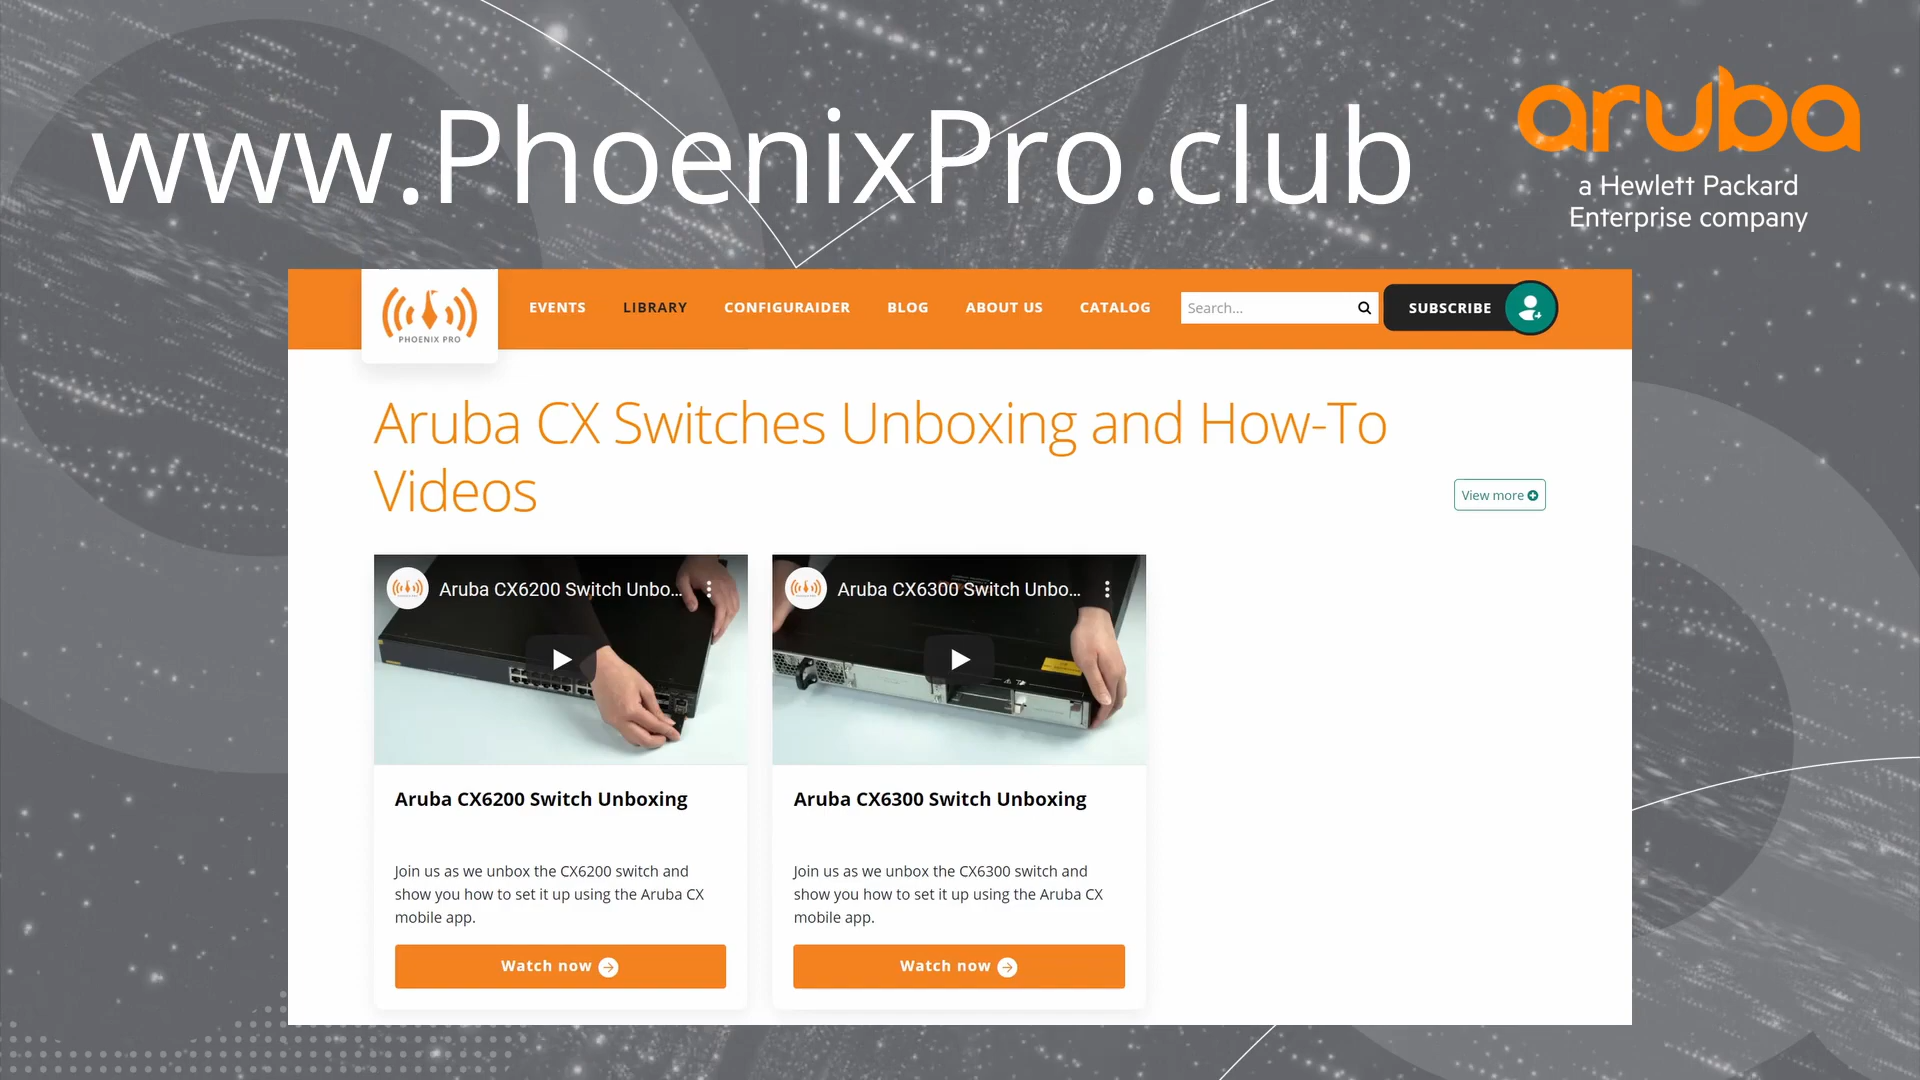 www.PhoenixPro.club
aruba
a Hewlett Packard
Enterprise company
PHOENIX PRO
EVENTS LIBRARY CONFIGURAIDER BLOG ABOUT US CATALOG Search... SUBSCRIBE
Aruba CX Switches Unboxing and How-To
Videos
View more
Aruba CX6200 Switch Unbo...
Aruba CX6200 Switch Unboxing
Join us as we unbox the CX6200 switch and
show you how to set it up using the Aruba CX
mobile app.
Watch now
Aruba CX6300 Switch Unbo...
Aruba CX6300 Switch Unboxing
Join us as we unbox the CX6300 switch and
show you how to set it up using the Aruba CX
mobile app.
Watch now